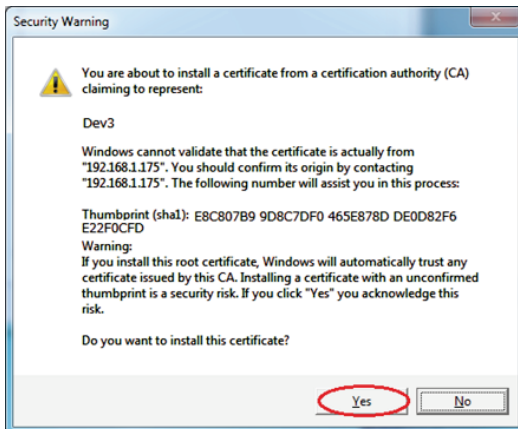 Security Warning
You are about to install a certificate from a certification authority (CA)
claiming to represent:
Dev3
Windows cannot validate that the certificate is actually from
"192.168.1.175". You should confirm its origin by contacting
"192.168.1.175". The following number will assist you in this process:
Thumbprint (sha1): E8C807B9 9D8C7DF0 465E878D DE0D82F6
E22F0CFD
Warning:
If you install this root certificate, Windows will automatically trust any
certificate issued by this CA. Installing a certificate with an unconfirmed
thumbprint is a security risk. If you click "Yes" you acknowledge this
risk.
Do you want to install this certificate?
Yes No